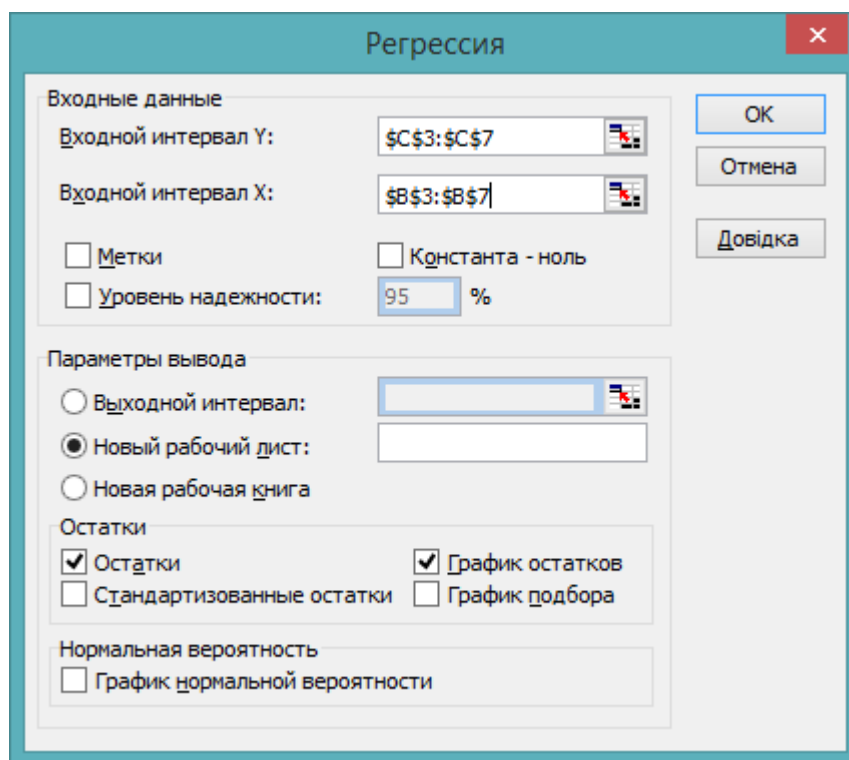 Регрессия
Входные данные
Входной интервал Y: $C$3:$C$7
Входной интервал X: $B$3:$B$7
Метки Константа - ноль
Уровень надежности: 95 %
OK
Отмена
Довідка
Параметры вывода
Выходной интервал:
Новый рабочий лист:
Новая рабочая книга
Остатки
Остатки График остатков
Стандартизованные остатки График подбора
Нормальная вероятность
График нормальной вероятности